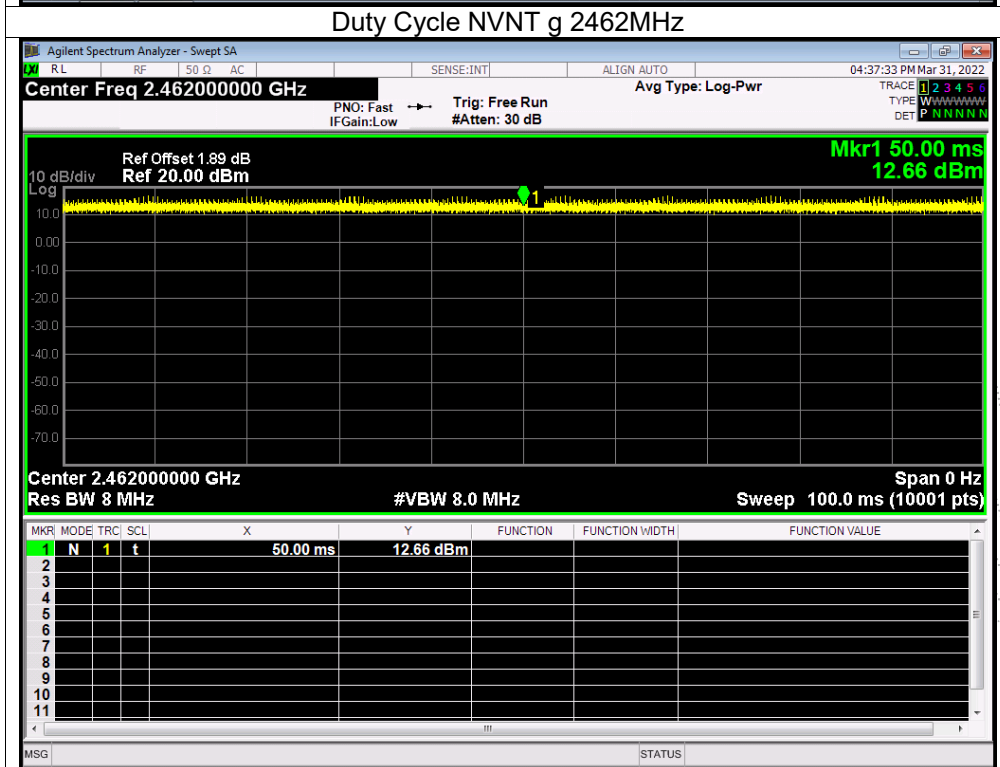 Duty Cycle NVNT g 2462MHz
Agilent Spectrum Analyzer - Swept SA
LXI RL RF 50 Ω AC SENSE:INT ALIGN AUTO 04:37:33 PM Mar 31, 2022
Center Freq 2.462000000 GHz Avg Type: Log-Pwr TRACE 1 2 3 4 5 6
PNO: Fast Trig: Free Run TYPE WWWWWW
IFGain:Low #Atten: 30 dB DET P N N N N N
Mkr1 50.00 ms
Ref Offset 1.89 dB
10 dB/div Ref 20.00 dBm 12.66 dBm
Log
1
10.0
0.00
-10.0
-20.0
-30.0
-40.0
-50.0
-60.0
-70.0
Center 2.462000000 GHz Span 0 Hz
Res BW 8 MHz #VBW 8.0 MHz Sweep 100.0 ms (10001 pts)
MKR MODE TRC SCL X Y FUNCTION FUNCTION WIDTH FUNCTION VALUE
1 N 1 t 50.00 ms 12.66 dBm
2
3
4
5
6
7
8
9
10
11
MSG STATUS